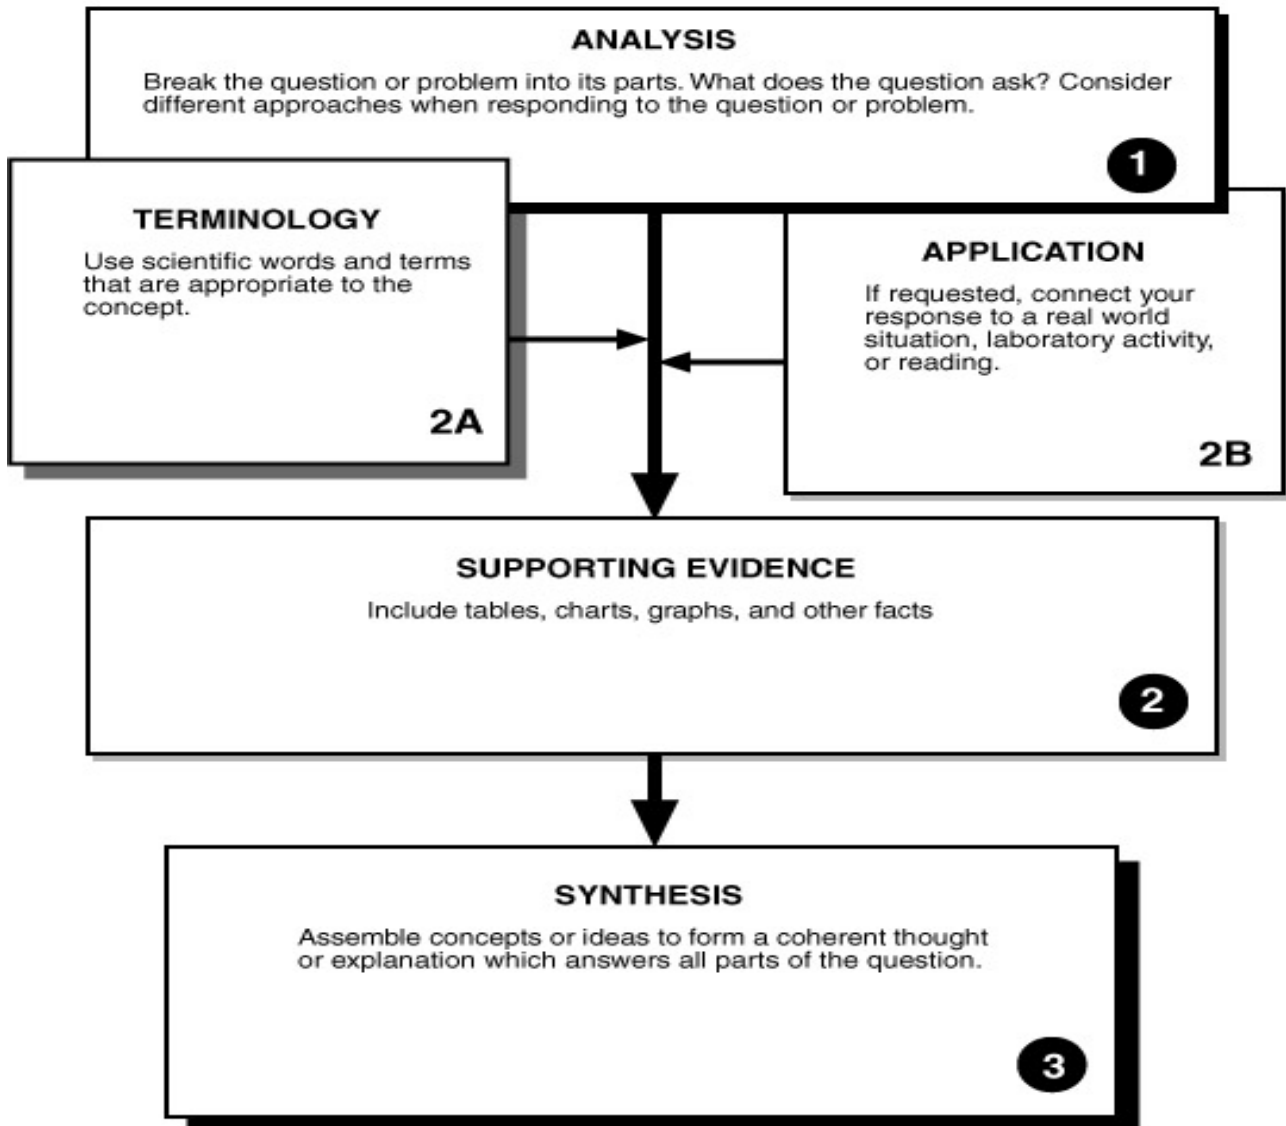 ANALYSIS
Break the question or problem into its parts. What does the question ask? Consider
different approaches when responding to the question or problem.
1
TERMINOLOGY
Use scientific words and terms
that are appropriate to the
concept.
2A
APPLICATION
If requested, connect your
response to a real world
situation, laboratory activity,
or reading.
2B
SUPPORTING EVIDENCE
Include tables, charts, graphs, and other facts
2
SYNTHESIS
Assemble concepts or ideas to form a coherent thought
or explanation which answers all parts of the question.
3